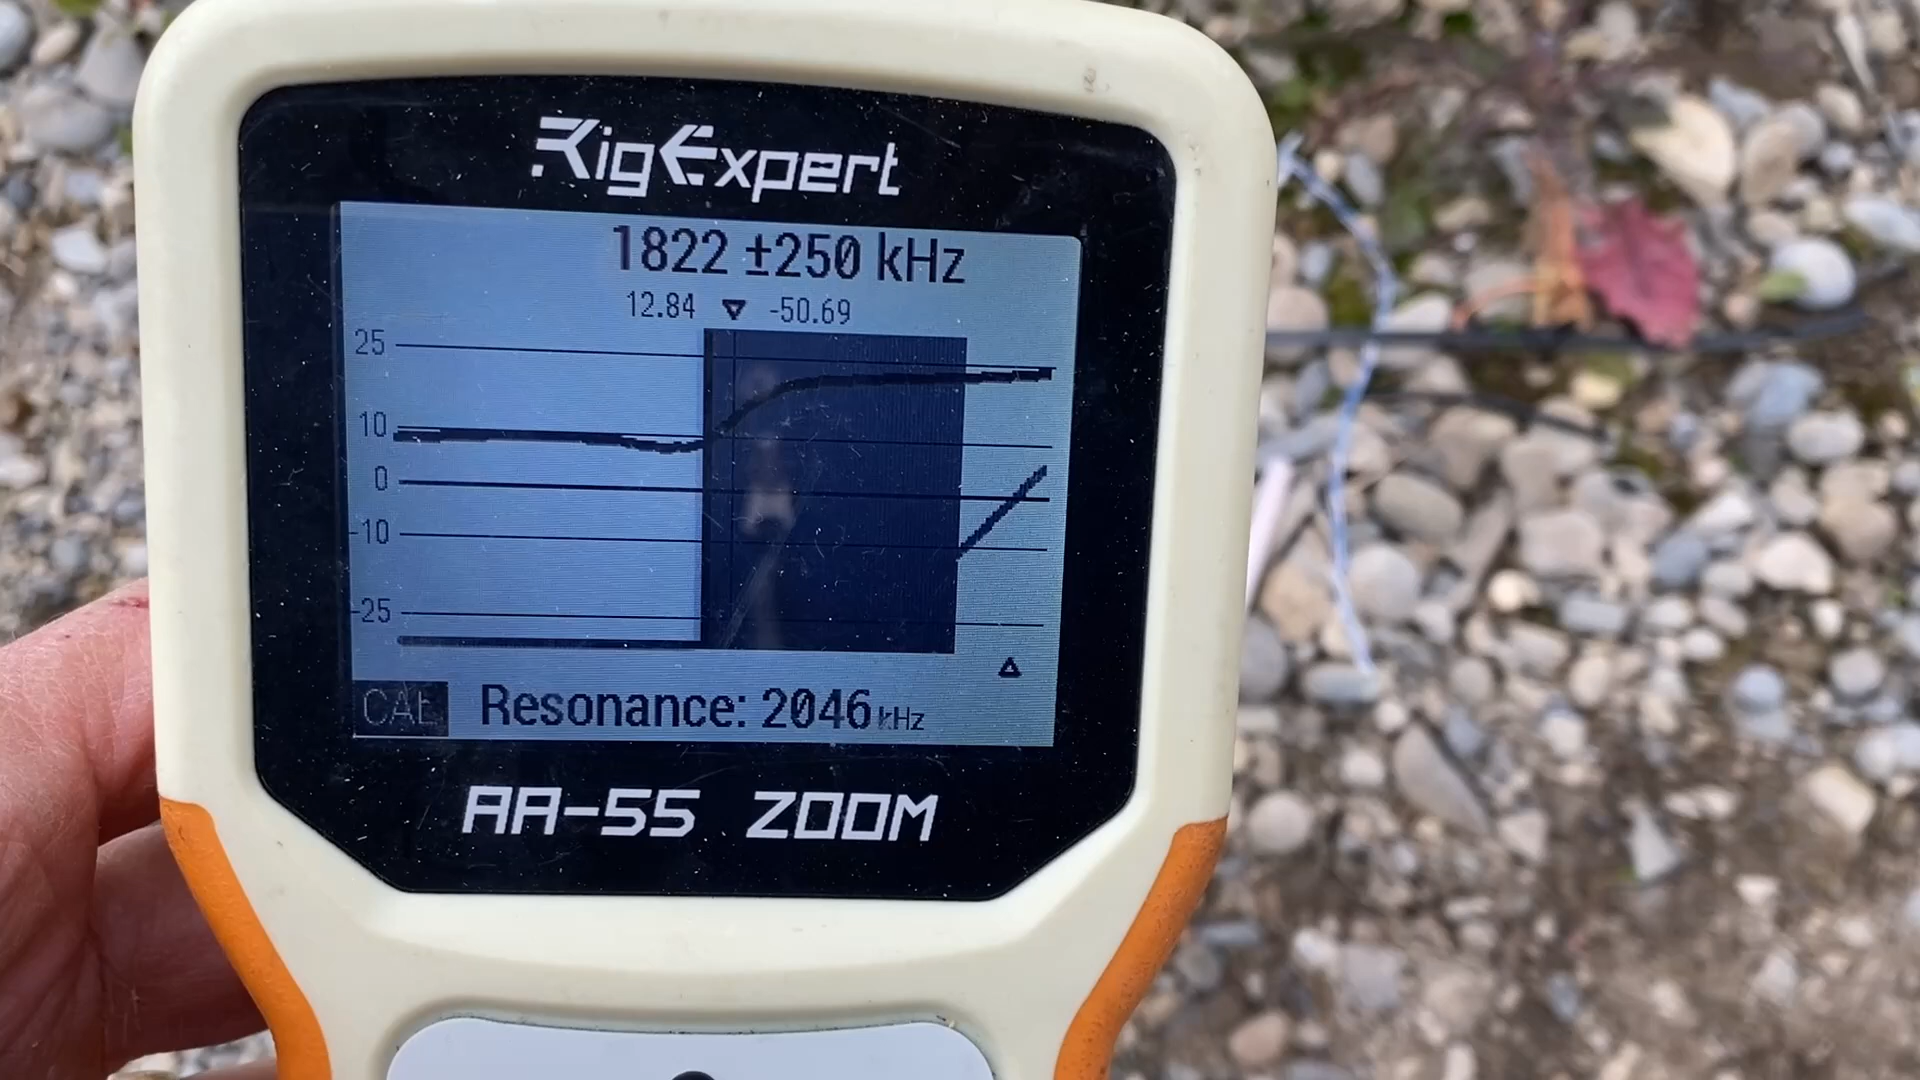 RigExpert
1822 ±250 kHz
12.84 ▽ -50.69
25
10
0
-10
-25
CAL Resonance: 2046 kHz
AA-55 ZOOM